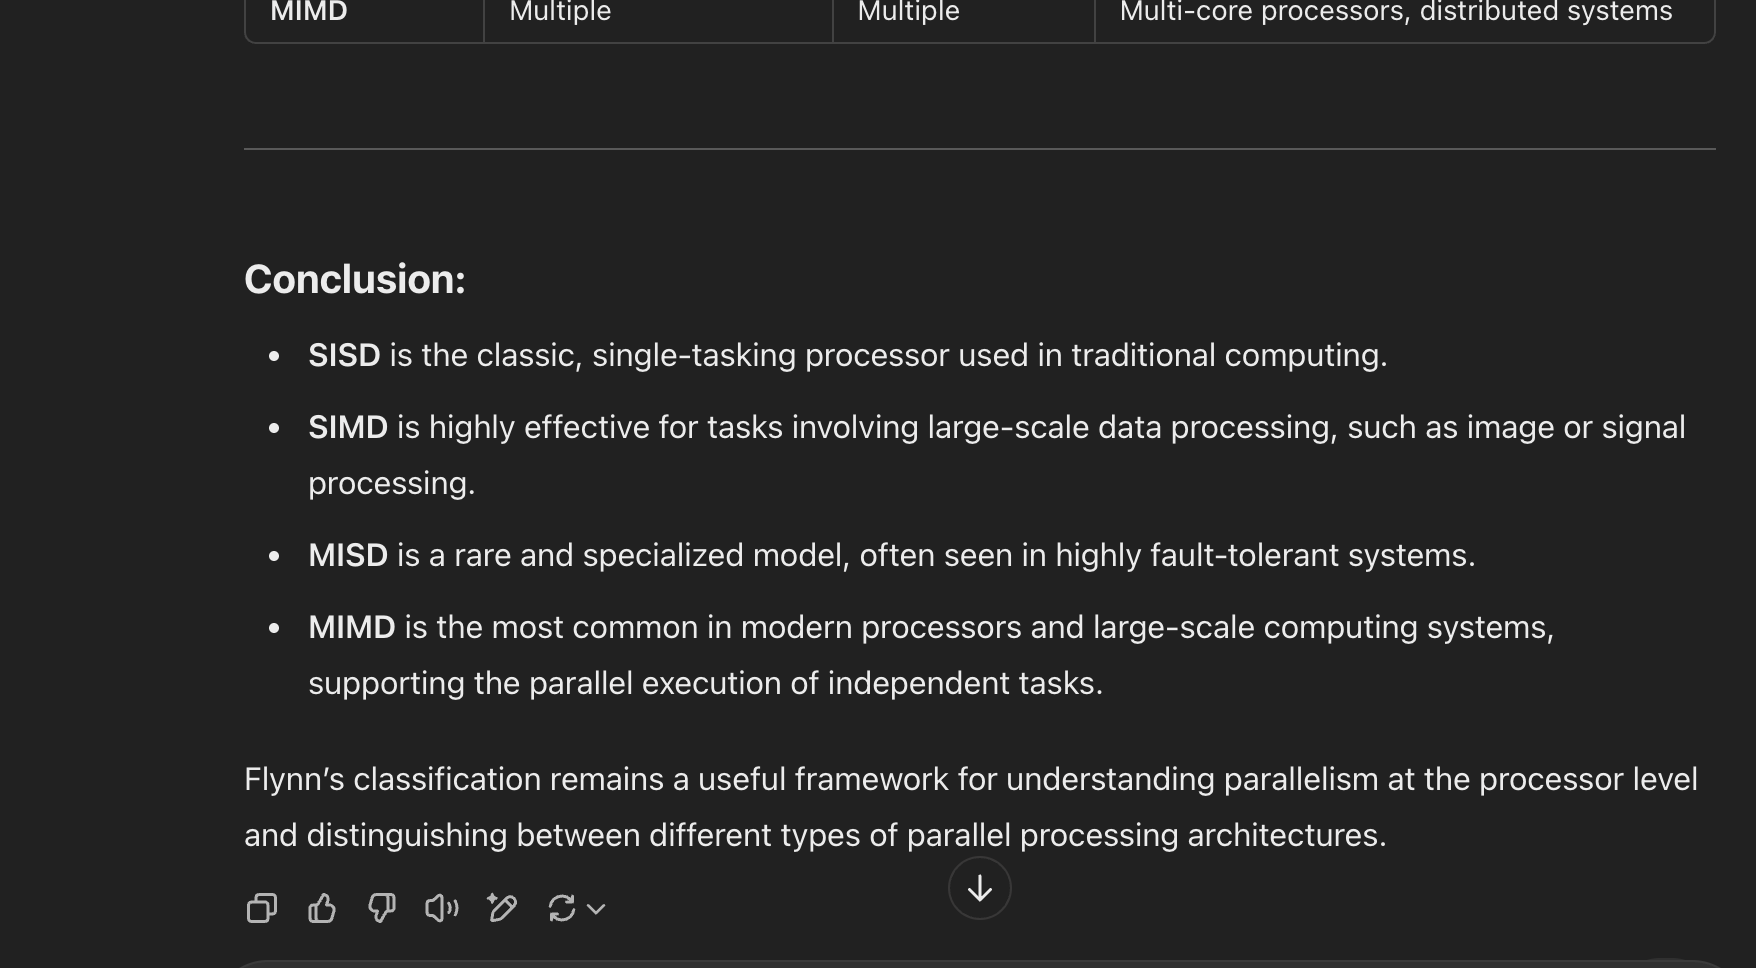 MIMD Multiple Multiple Multi-core processors, distributed systems
Conclusion:
• SISD is the classic, single-tasking processor used in traditional computing.
• SIMD is highly effective for tasks involving large-scale data processing, such as image or signal
processing.
• MISD is a rare and specialized model, often seen in highly fault-tolerant systems.
• MIMD is the most common in modern processors and large-scale computing systems,
supporting the parallel execution of independent tasks.
Flynn’s classification remains a useful framework for understanding parallelism at the processor level
and distinguishing between different types of parallel processing architectures.